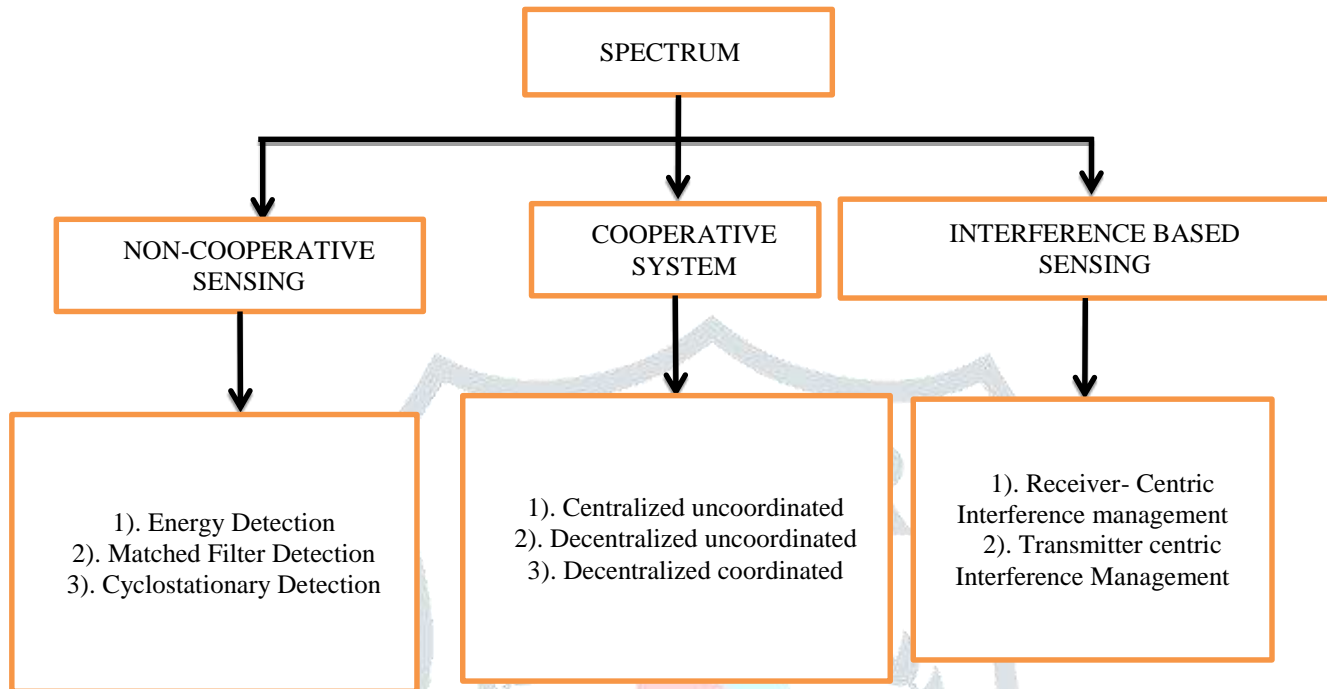 SPECTRUM
NON-COOPERATIVE
SENSING
COOPERATIVE
SYSTEM
INTERFERENCE BASED
SENSING
1). Energy Detection
2). Matched Filter Detection
3). Cyclostationary Detection
1). Centralized uncoordinated
2). Decentralized uncoordinated
3). Decentralized coordinated
1). Receiver- Centric
Interference management
2). Transmitter centric
Interference Management